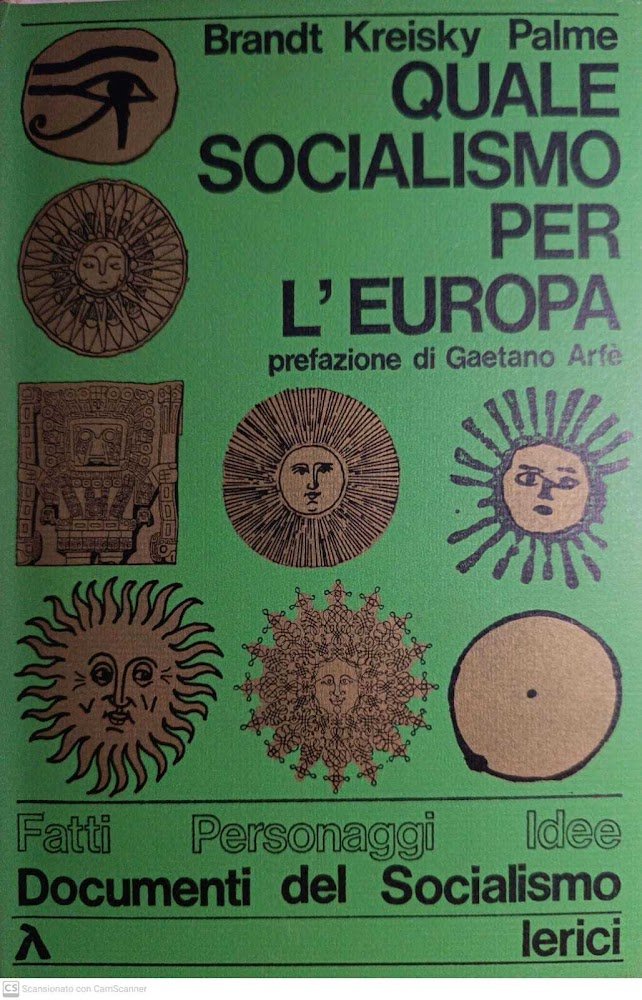 Brandt Kreisky Palme
QUALE
SOCIALISMO
PER
L'EUROPA
prefazione di Gaetano Arfè
Fatti Personaggi Idee
Documenti del Socialismo
λ lerici
CS Scansionato con CamScanner